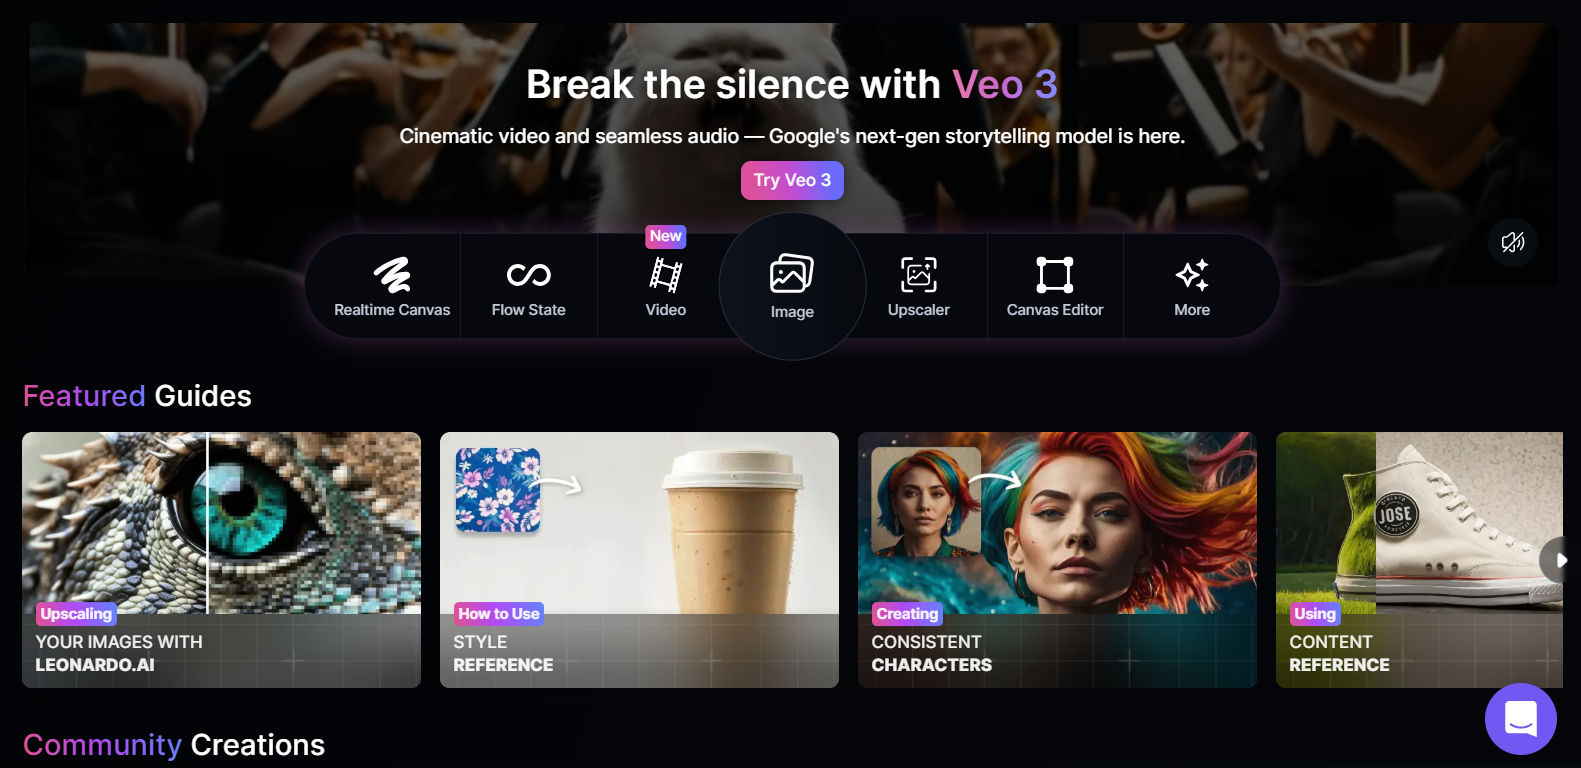 Break the silence with Veo 3
Cinematic video and seamless audio — Google's next-gen storytelling model is here.
Try Veo 3
New
Realtime Canvas
Flow State
Video
Image
Upscaler
Canvas Editor
More
Featured Guides
Upscaling
YOUR IMAGES WITH
LEONARDO.AI
How to Use
STYLE
REFERENCE
Creating
CONSISTENT
CHARACTERS
JOSE
Using
CONTENT
REFERENCE
Community Creations